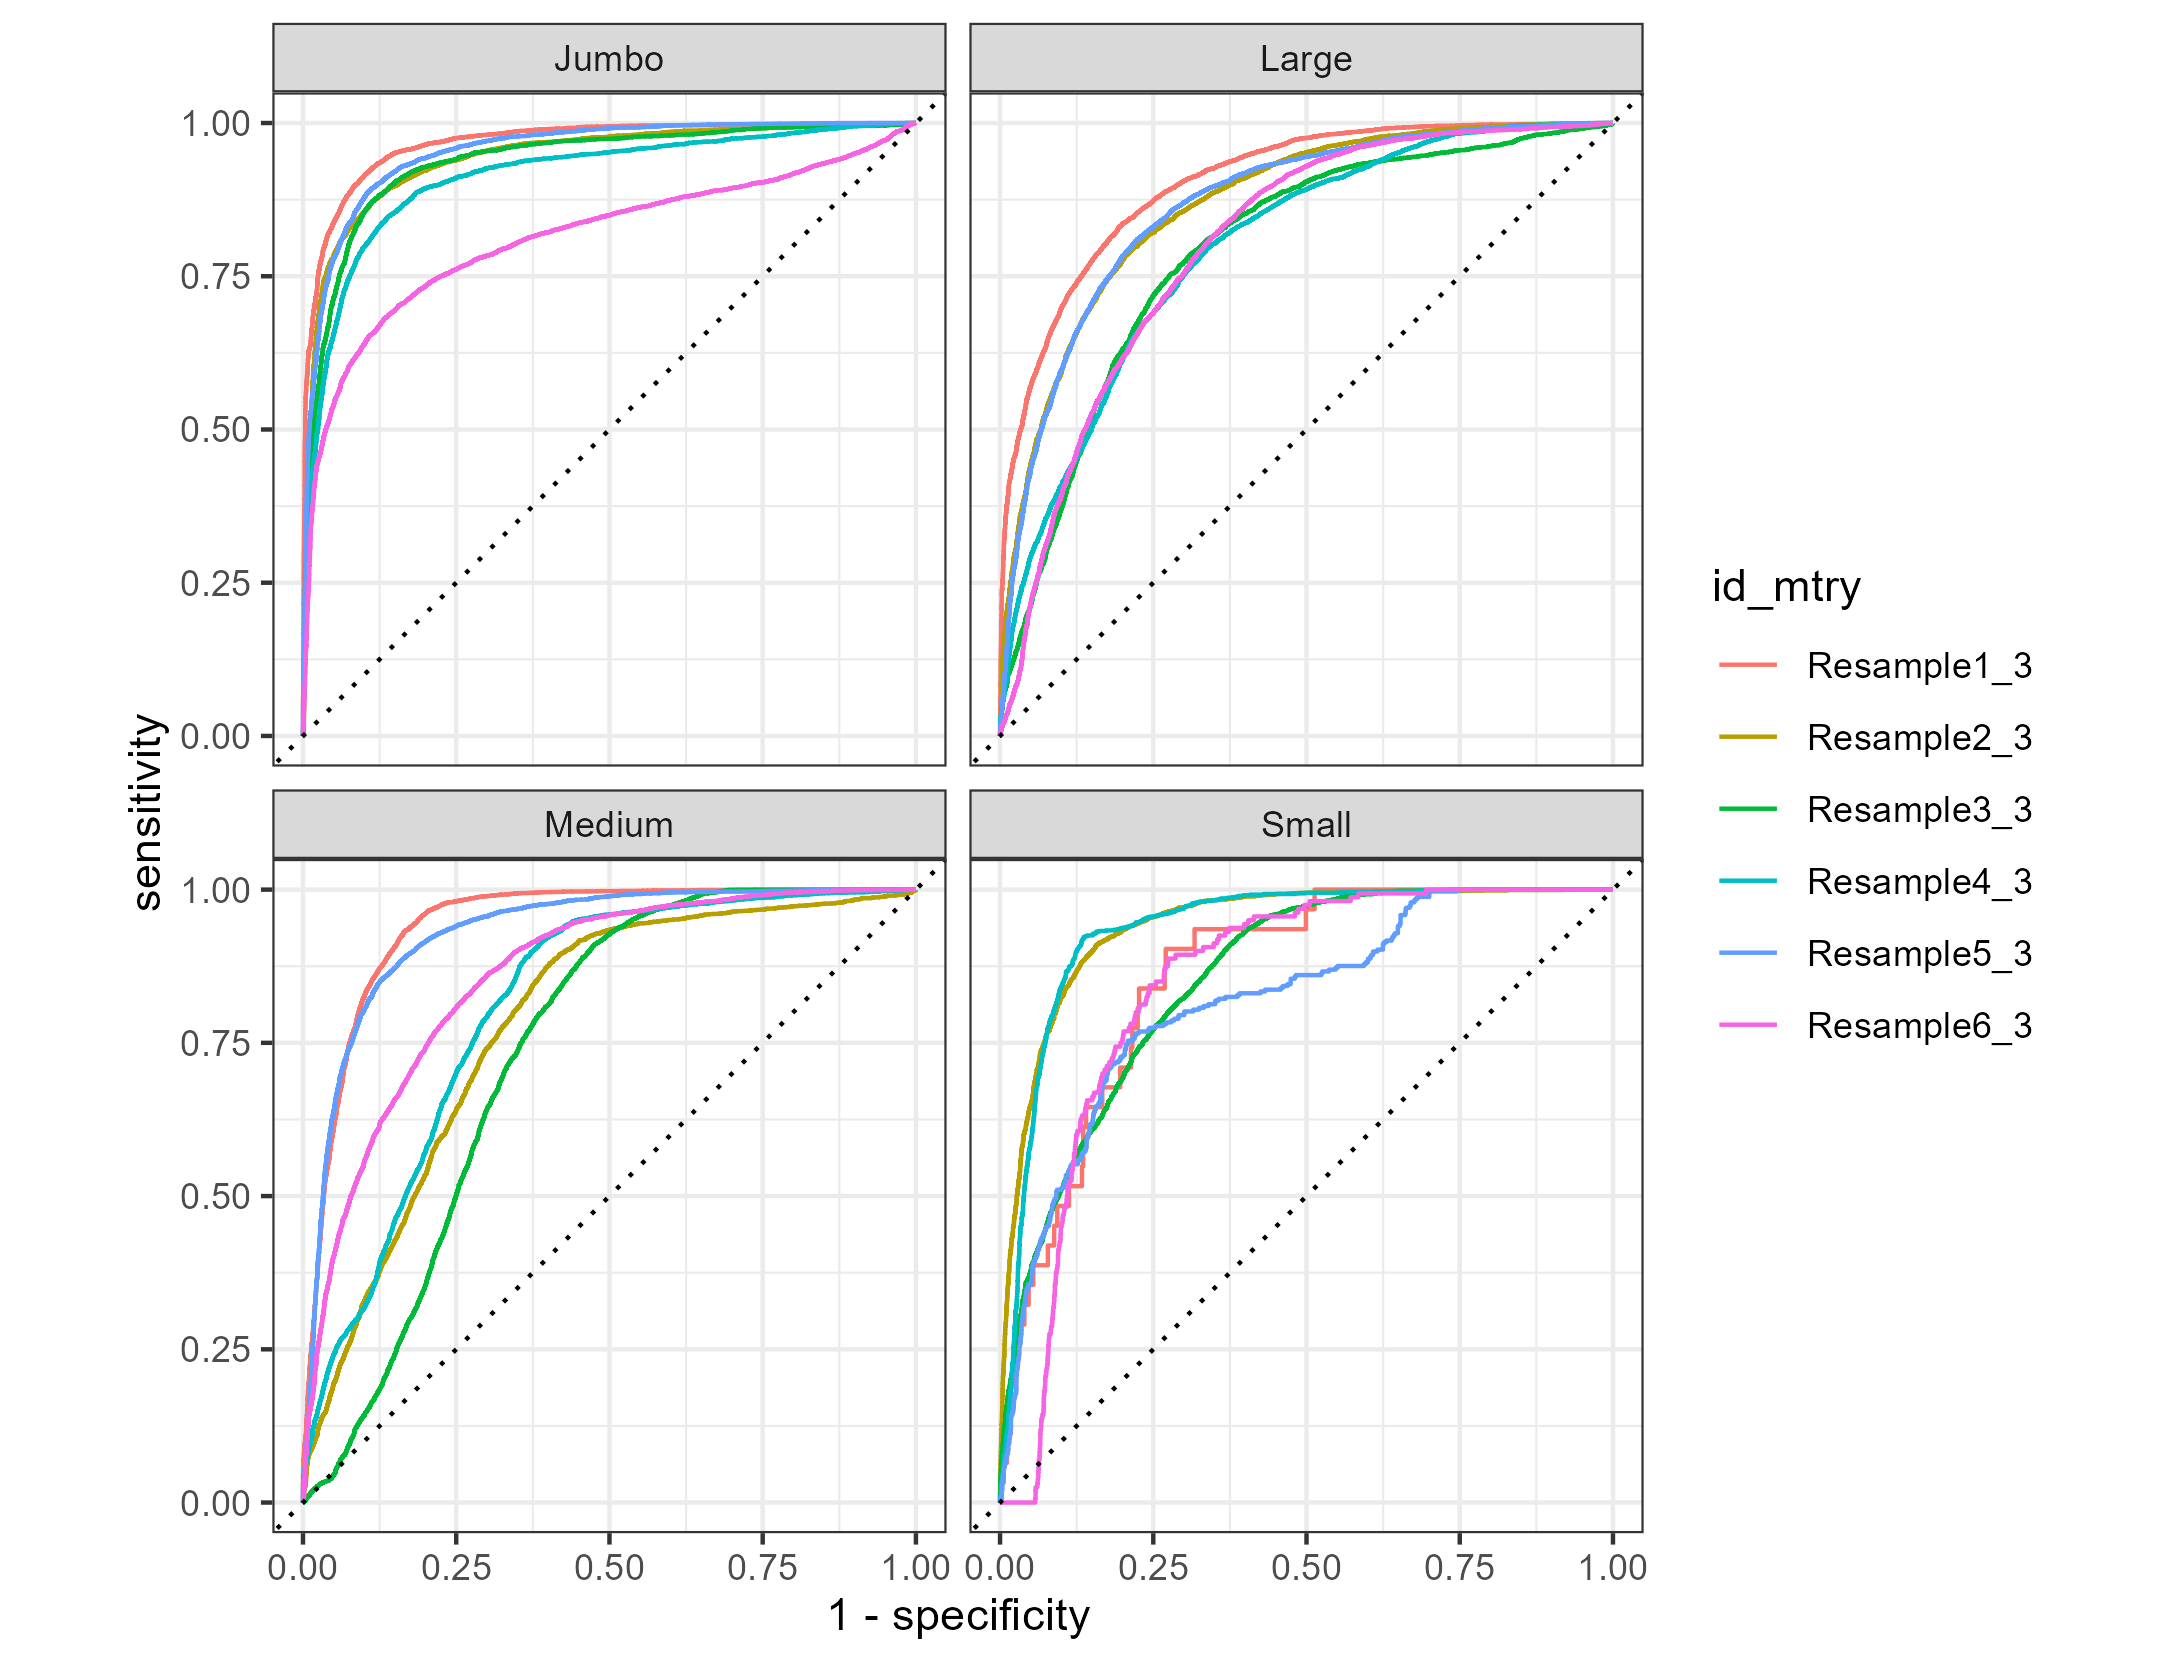 Jumbo
Large
1.00
0.75
0.50
0.25
0.00
Medium
Small
1.00
0.75
0.50
0.25
0.00
0.00 0.25 0.50 0.75 1.00
0.00 0.25 0.50 0.75 1.00
1 - specificity
sensitivity
id_mtry
Resample1_3
Resample2_3
Resample3_3
Resample4_3
Resample5_3
Resample6_3